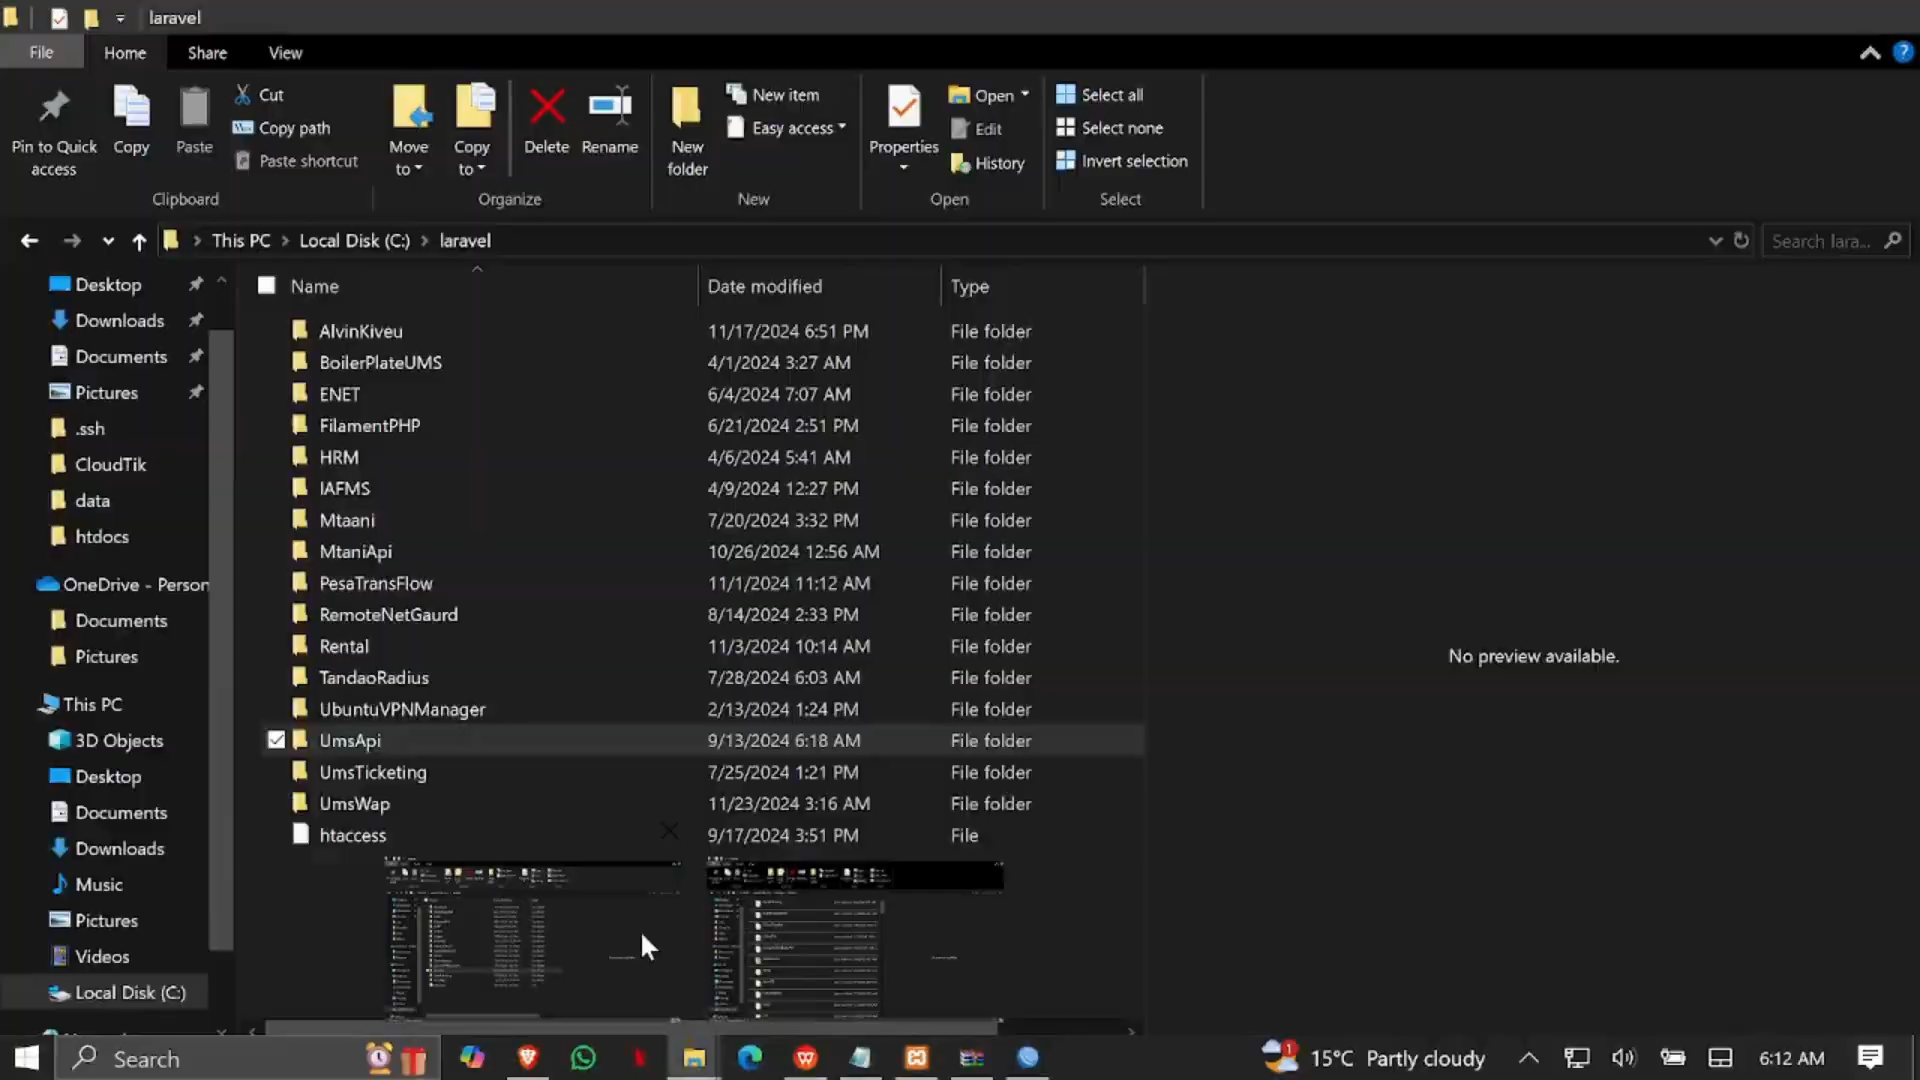 laravel
File Home Share View
Pin to Quick access
Copy
Paste
Cut
Copy path
Paste shortcut
Clipboard
Move to
Copy to
Delete
Rename
Organize
New folder
New item
Easy access
New
Properties
Open
Edit
History
Open
Select all
Select none
Invert selection
Select
This PC > Local Disk (C:) > laravel
Search lara...
Desktop
Downloads
Documents
Pictures
.ssh
CloudTik
data
htdocs
OneDrive - Person
Documents
Pictures
This PC
3D Objects
Desktop
Documents
Downloads
Music
Pictures
Videos
Local Disk (C:)
Name Date modified Type
AlvinKiveu 11/17/2024 6:51 PM File folder
BoilerPlateUMS 4/1/2024 3:27 AM File folder
ENET 6/4/2024 7:07 AM File folder
FilamentPHP 6/21/2024 2:51 PM File folder
HRM 4/6/2024 5:41 AM File folder
IAFMS 4/9/2024 12:27 PM File folder
Mtaani 7/20/2024 3:32 PM File folder
MtaniApi 10/26/2024 12:56 AM File folder
PesaTransFlow 11/1/2024 11:12 AM File folder
RemoteNetGaurd 8/14/2024 2:33 PM File folder
Rental 11/3/2024 10:14 AM File folder
TandaoRadius 7/28/2024 6:03 AM File folder
UbuntuVPNManager 2/13/2024 1:24 PM File folder
UmsApi 9/13/2024 6:18 AM File folder
UmsTicketing 7/25/2024 1:21 PM File folder
UmsWap 11/23/2024 3:16 AM File folder
htaccess 9/17/2024 3:51 PM File
No preview available.
Search
1
15°C Partly cloudy
6:12 AM